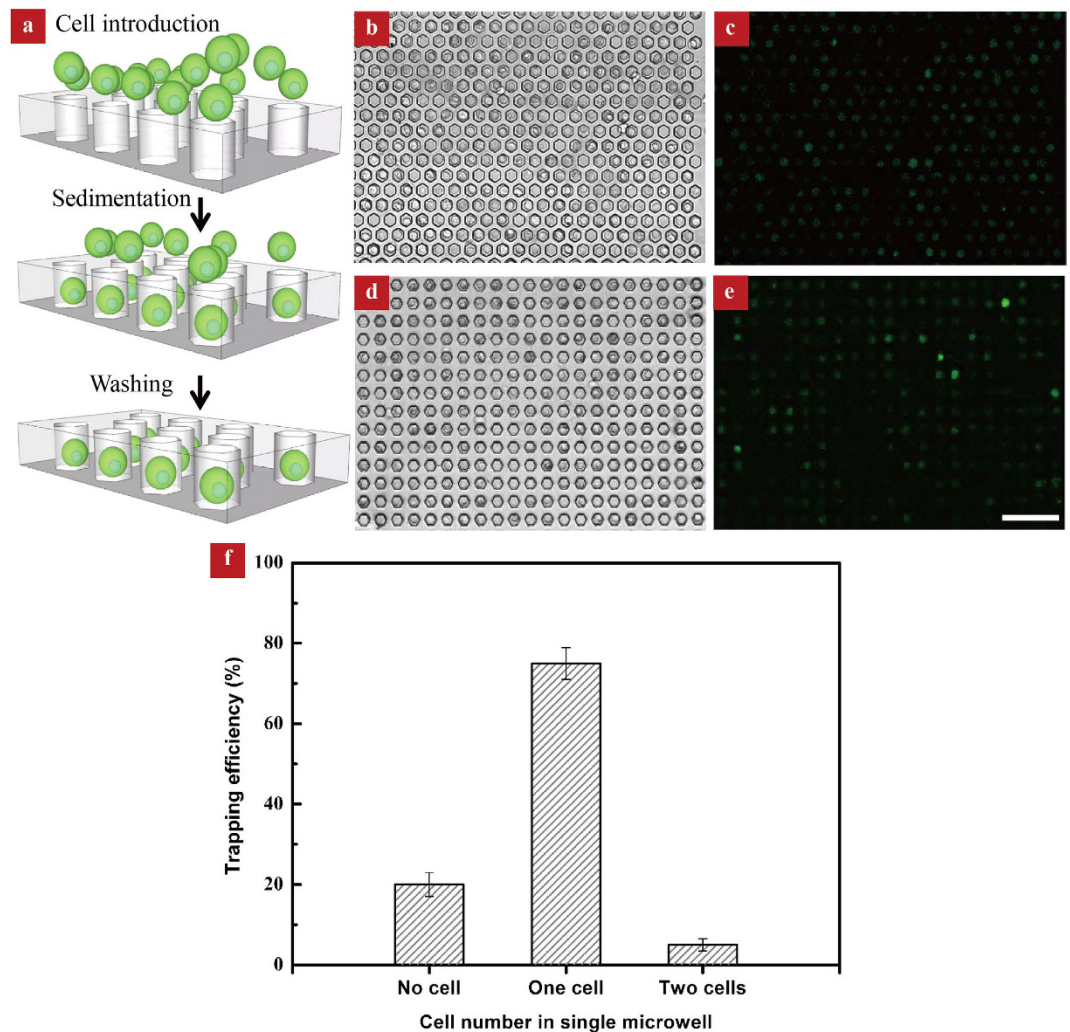 a
Cell introduction
Sedimentation
Washing
b
c
d
e
f
100
80
60
40
20
0
Trapping efficiency (%)
No cell
One cell
Two cells
Cell number in single microwell